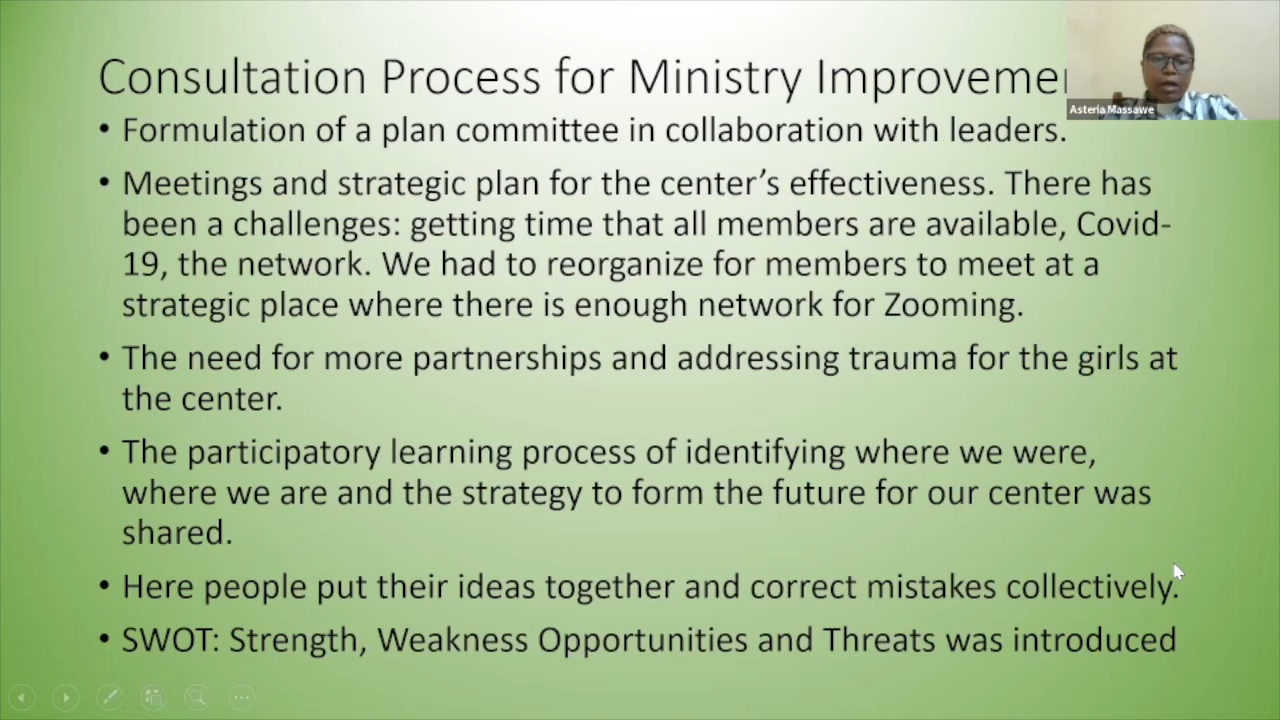 Consultation Process for Ministry Improvemen
Asteria Massawe
• Formulation of a plan committee in collaboration with leaders.
• Meetings and strategic plan for the center’s effectiveness. There has
been a challenges: getting time that all members are available, Covid-
19, the network. We had to reorganize for members to meet at a
strategic place where there is enough network for Zooming.
• The need for more partnerships and addressing trauma for the girls at
the center.
• The participatory learning process of identifying where we were,
where we are and the strategy to form the future for our center was
shared.
• Here people put their ideas together and correct mistakes collectively.
• SWOT: Strength, Weakness Opportunities and Threats was introduced